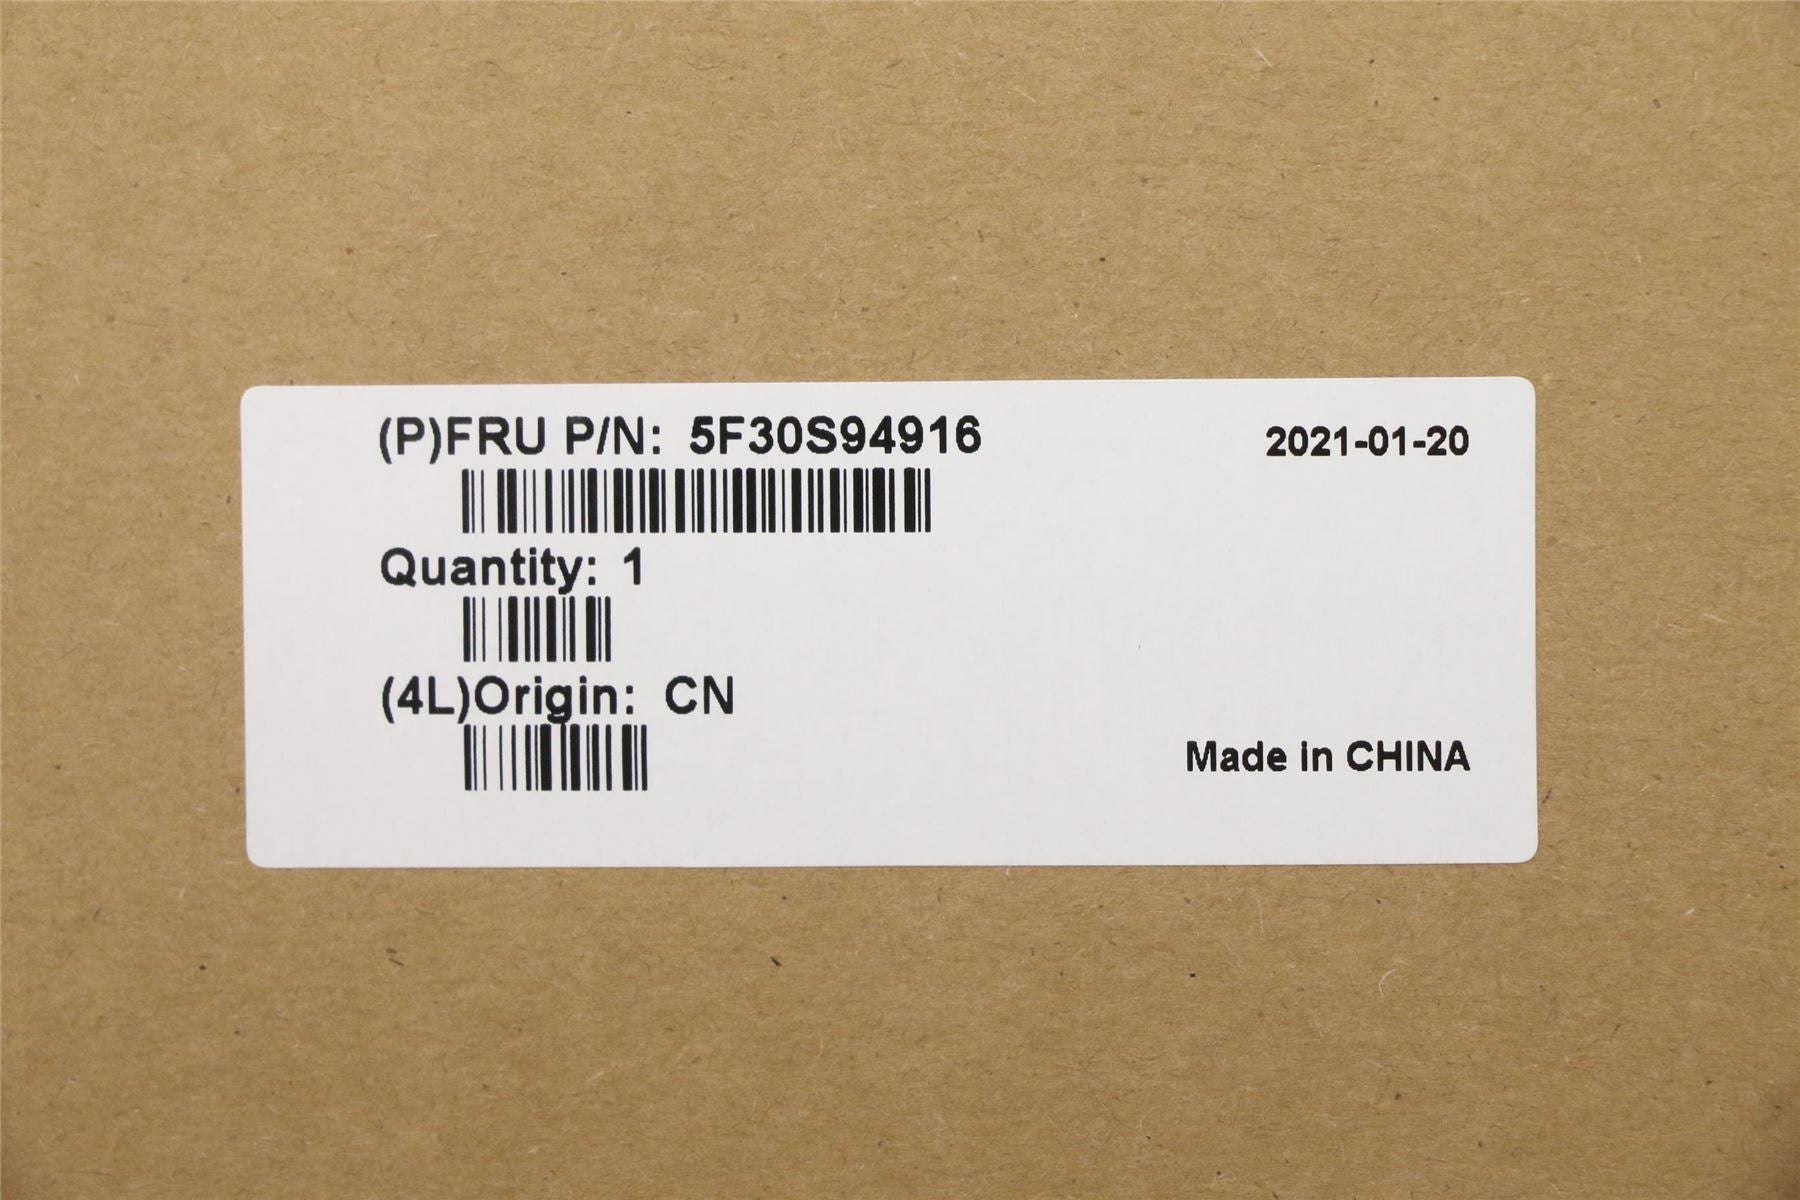 (P)FRU P/N: 5F30S94916
2021-01-20
Quantity: 1
(4L)Origin: CN
Made in CHINA